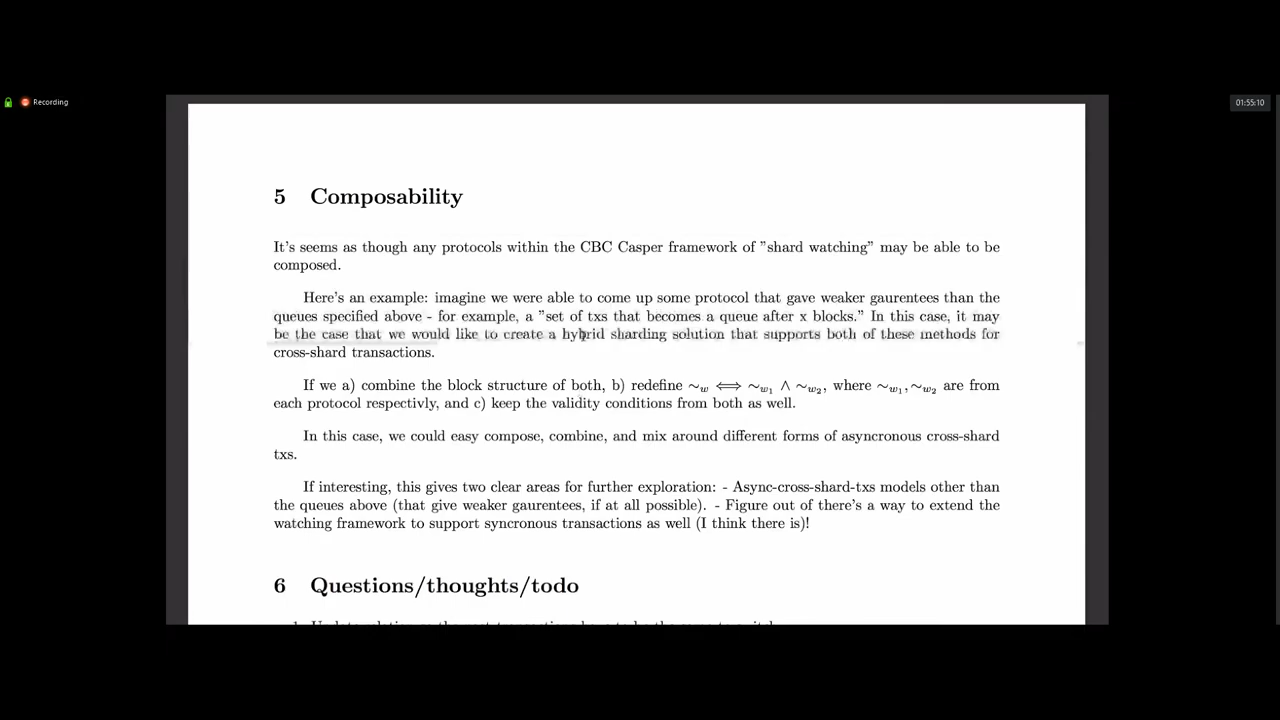 Recording
01:55:10
5 Composability
It's seems as though any protocols within the CBC Casper framework of "shard watching" may be able to be
composed.
Here's an example: imagine we were able to come up some protocol that gave weaker gaurentees than the
queues specified above - for example, a "set of txs that becomes a queue after x blocks." In this case, it may
be the case that we would like to create a hybrid sharding solution that supports both of these methods for
cross-shard transactions.
If we a) combine the block structure of both, b) redefine ∼w ⟺ ∼w₁ ∧ ∼w₂, where ∼w₁, ∼w₂ are from
each protocol respectivly, and c) keep the validity conditions from both as well.
In this case, we could easy compose, combine, and mix around different forms of asyncronous cross-shard
txs.
If interesting, this gives two clear areas for further exploration: - Async-cross-shard-txs models other than
the queues above (that give weaker gaurentees, if at all possible). - Figure out of there's a way to extend the
watching framework to support syncronous transactions as well (I think there is)!
6 Questions/thoughts/todo